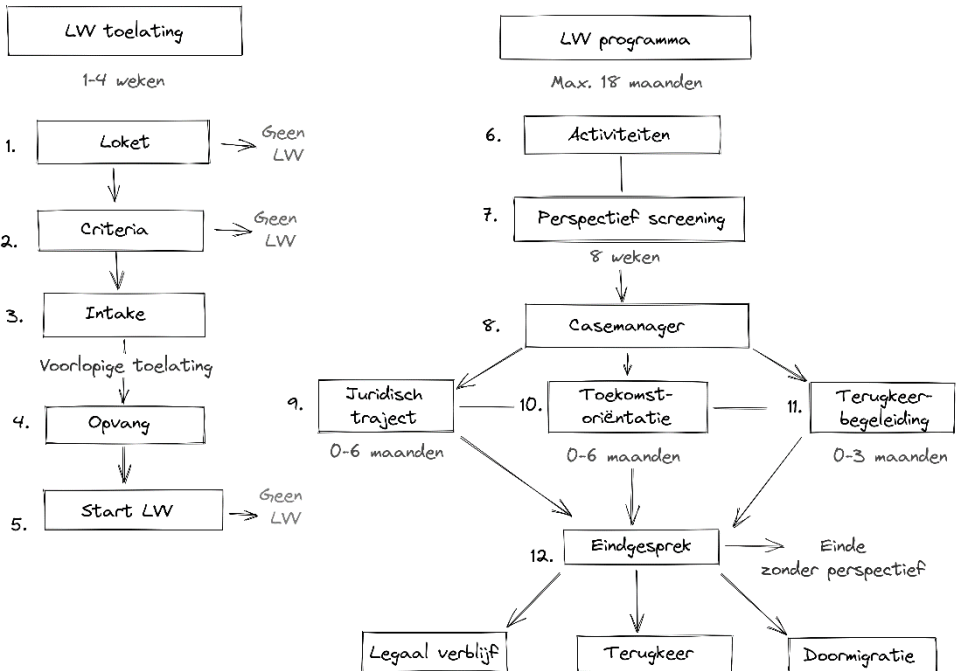 LVV toelating
1-4 weken
1. Loket
Geen
LVV
2. Criteria
Geen
LVV
3. Intake
Voorlopige toelating
4. Opvang
5. Start LVV
Geen
LVV
LVV programma
Max. 18 maanden
6. Activiteiten
7. Perspectief screening
8 weken
8. Casemanager
9. Juridisch
traject
0-6 maanden
10. Toekomst-
oriëntatie
0-6 maanden
11. Terugkeer-
begeleiding
0-3 maanden
12. Eindgesprek
Einde
zonder perspectief
Legaal verblijf
Terugkeer
Doormigratie